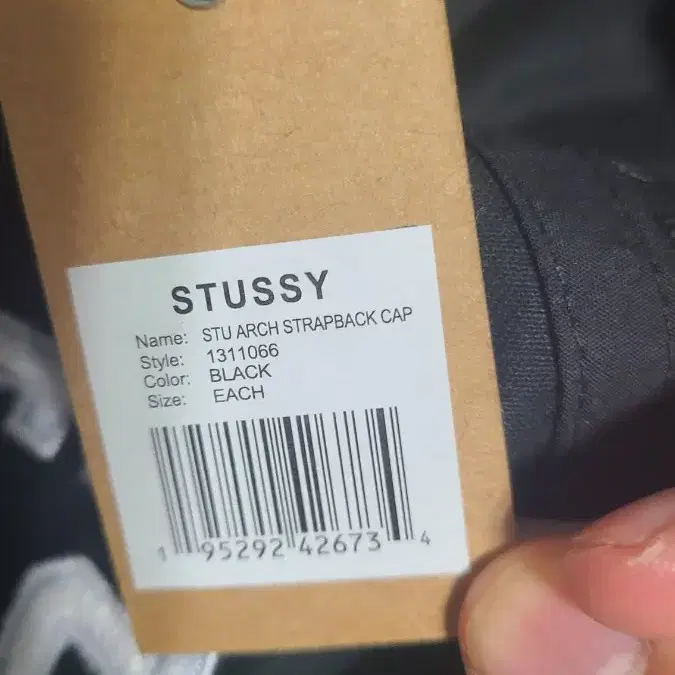 STUSSY
Name: STU ARCH STRAPBACK CAP
Style: 1311066
Color: BLACK
Size: EACH
1 95292 42673 4